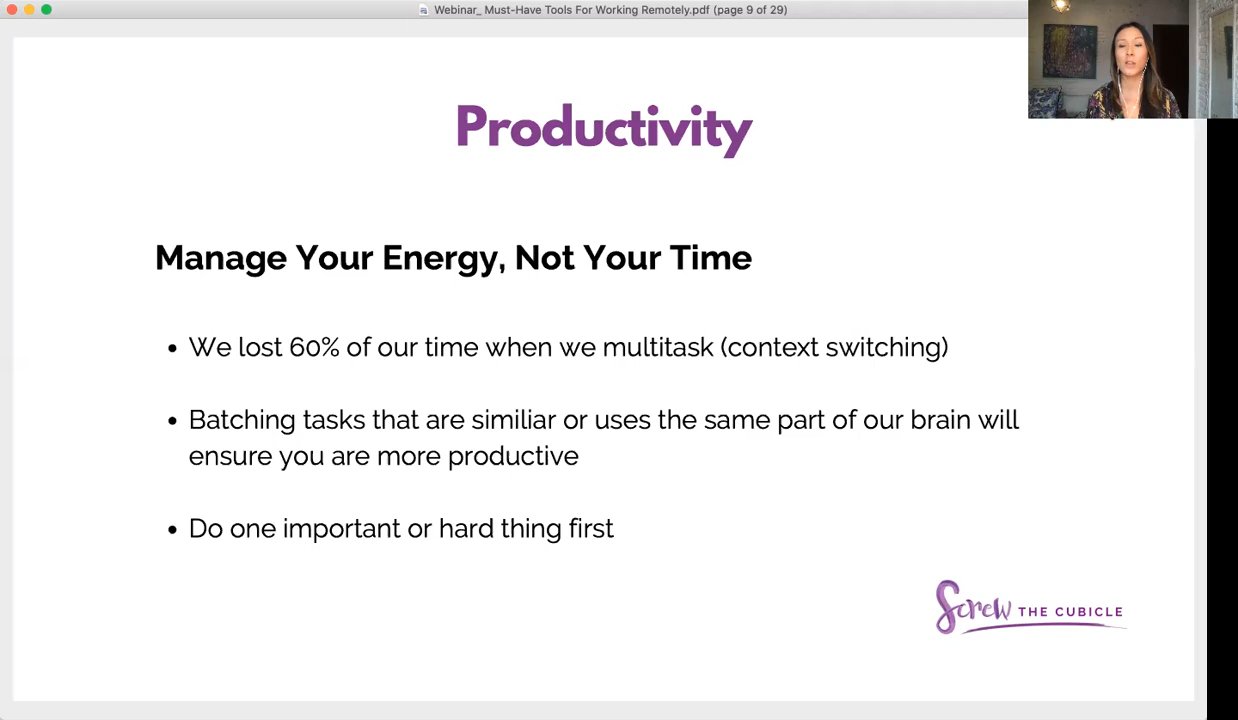 Webinar_ Must-Have Tools For Working Remotely.pdf (page 9 of 29)
Productivity
Manage Your Energy, Not Your Time
• We lost 60% of our time when we multitask (context switching)
• Batching tasks that are similiar or uses the same part of our brain will
ensure you are more productive
• Do one important or hard thing first
Screw THE CUBICLE